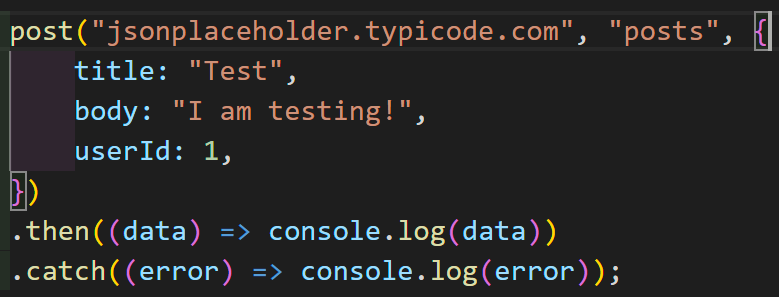 post("jsonplaceholder.typicode.com", "posts", {
    title: "Test",
    body: "I am testing!",
    userId: 1,
})
.then((data) => console.log(data))
.catch((error) => console.log(error));